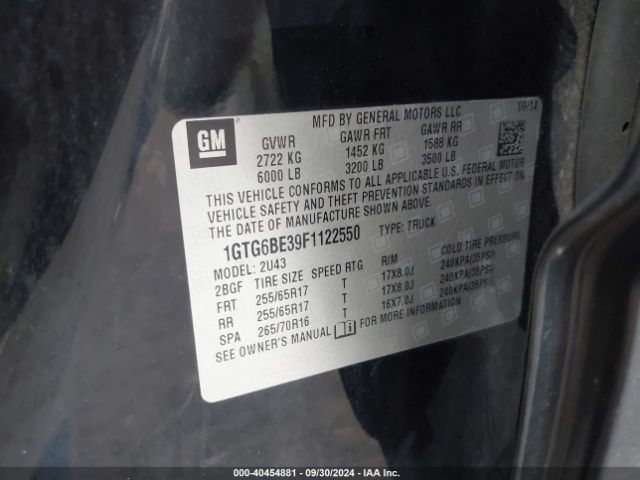 MFD BY GENERAL MOTORS LLC 09/14
GM
GVWR GAWR FRT GAWR RR
2722 KG 1452 KG 1588 KG
6000 LB 3200 LB 3500 LB
THIS VEHICLE CONFORMS TO ALL APPLICABLE U.S. FEDERAL MOTOR
VEHICLE SAFETY AND THEFT PREVENTION STANDARDS IN EFFECT ON
THE DATE OF MANUFACTURE SHOWN ABOVE.
1GTG6BE39F1122550 TYPE: TRUCK
MODEL: 2U43
2BGF TIRE SIZE SPEED RTG RIM COLD TIRE PRESSURE
FRT 255/65R17 T 17X8.0J 240KPA(35PSI)
RR 255/65R17 T 17X8.0J 240KPA(35PSI)
SPA 265/70R16 T 16X7.0J 240KPA(35PSI)
SEE OWNER'S MANUAL FOR MORE INFORMATION.
000-40454881 - 09/30/2024 - IAA Inc.